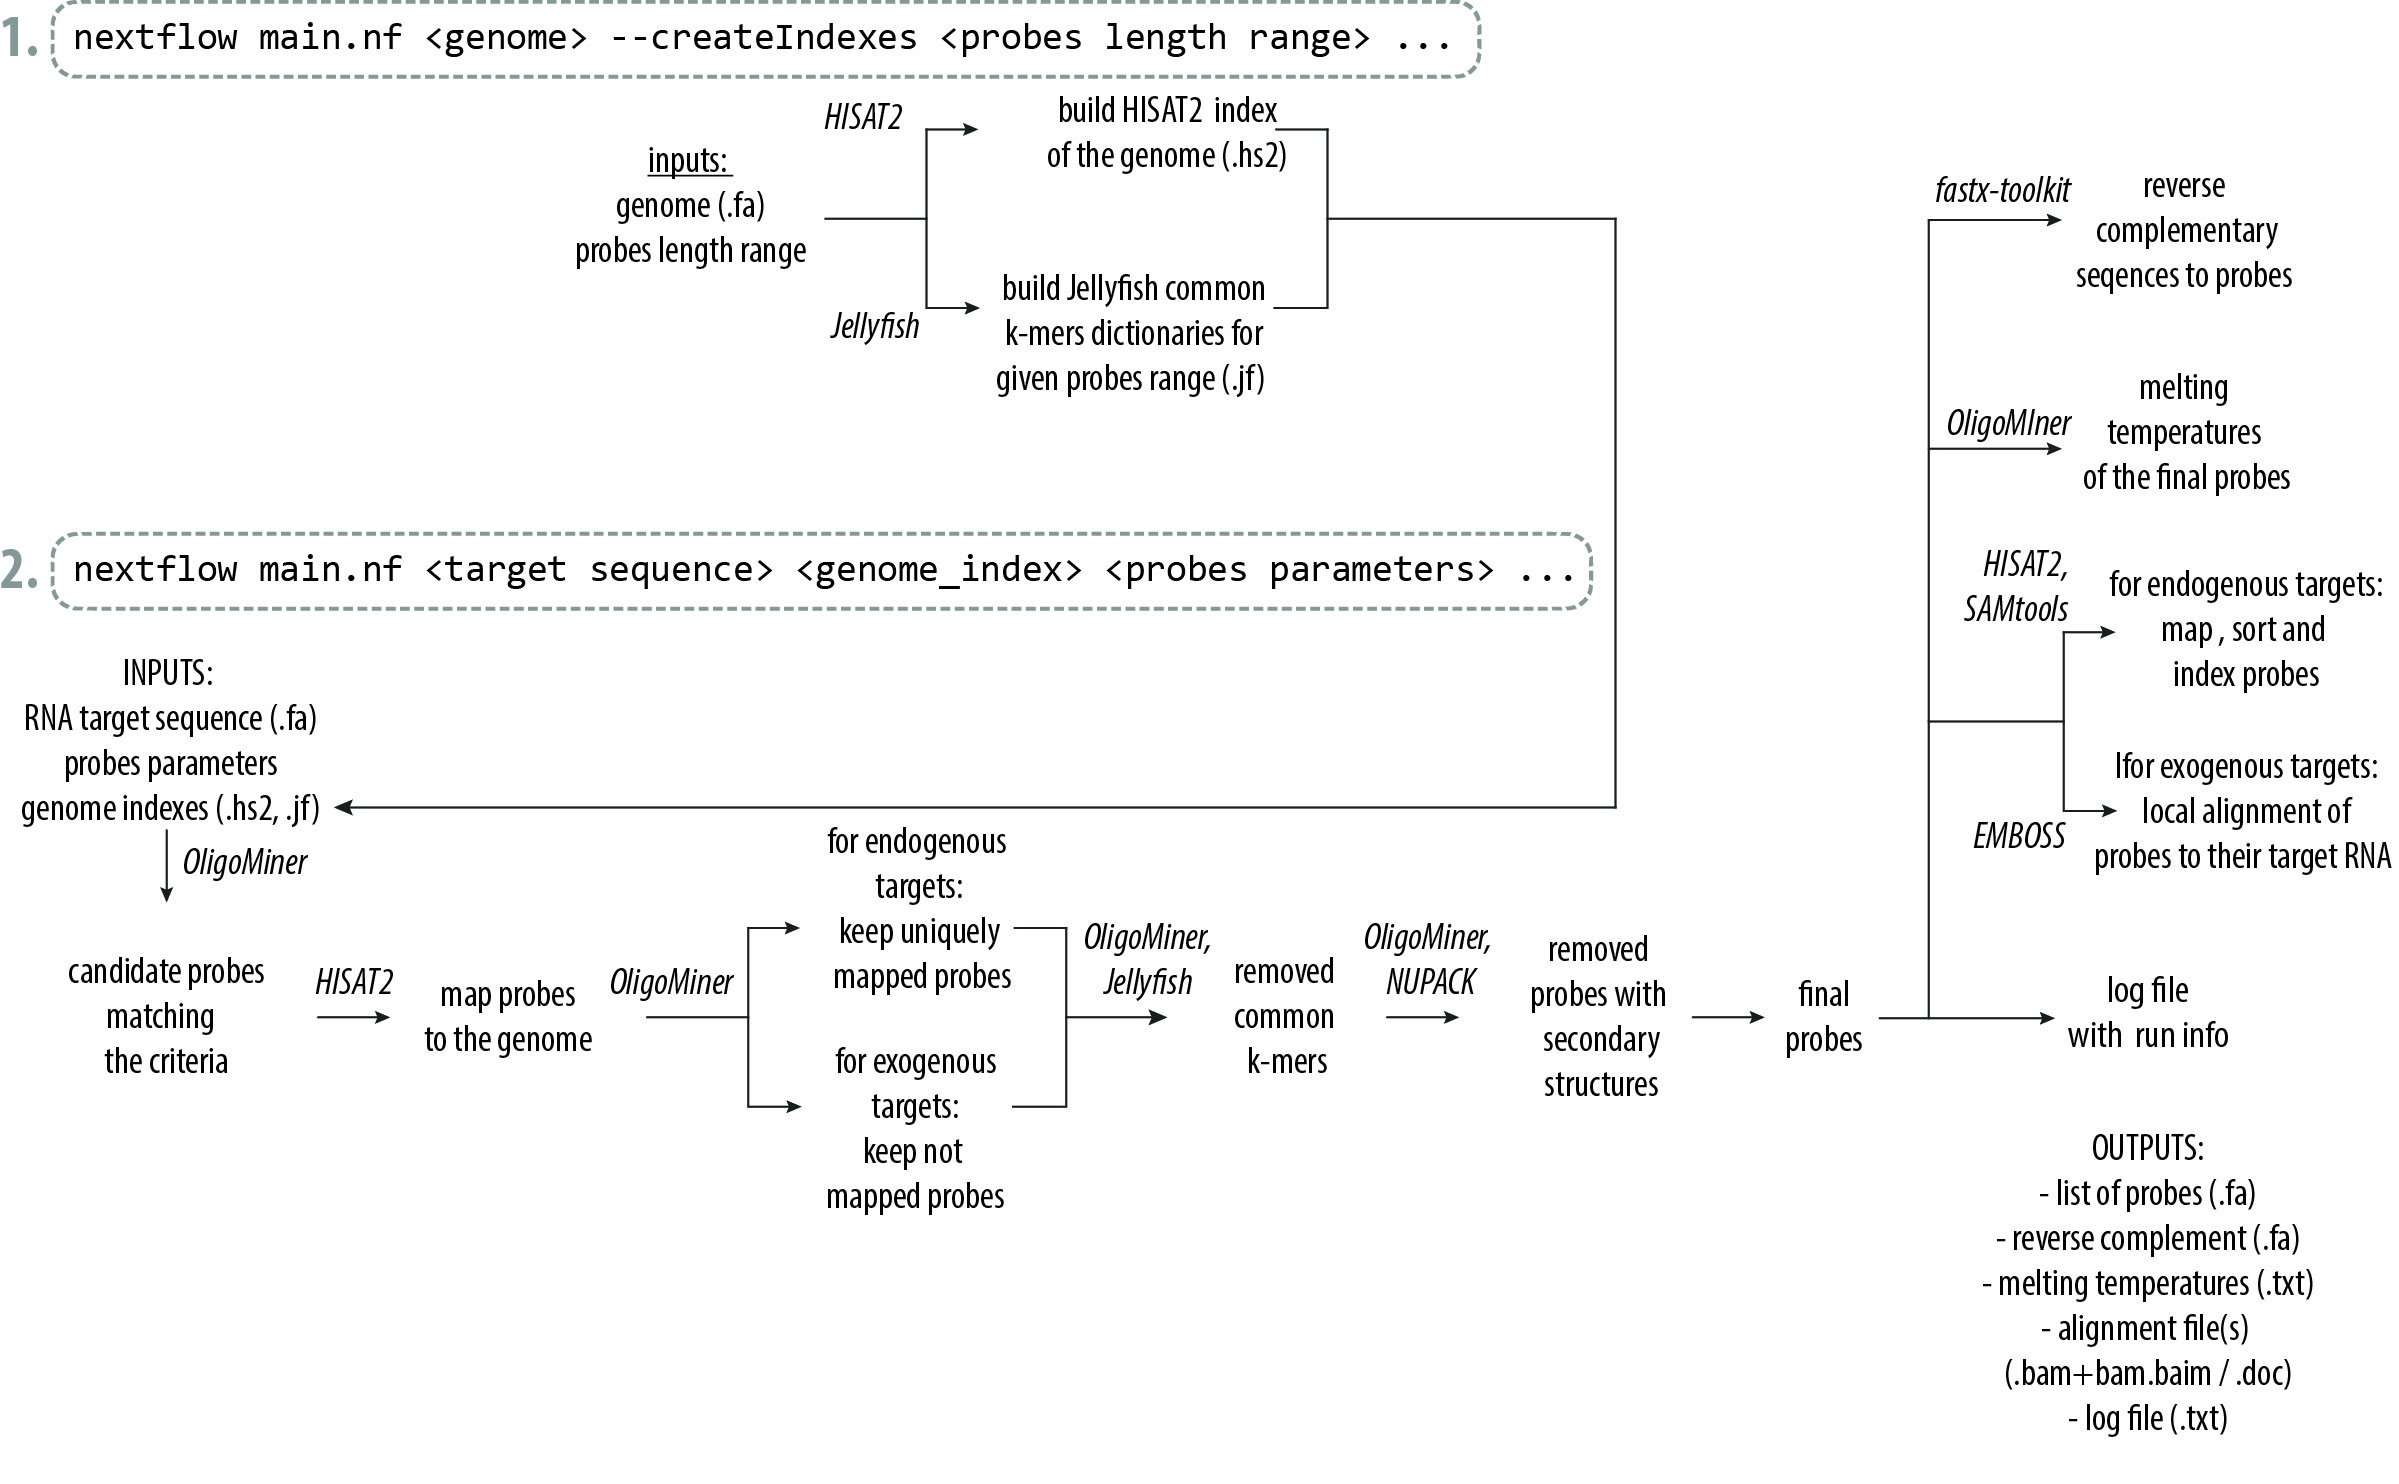 1. nextflow main.nf <genome> --createIndexes <probes length range> ...
inputs:
genome (.fa)
probes length range
HISAT2
build HISAT2 index
of the genome (.hs2)
Jellyfish
build Jellyfish common
k-mers dictionaries for
given probes range (.jf)
2. nextflow main.nf <target sequence> <genome_index> <probes parameters> ...
INPUTS:
RNA target sequence (.fa)
probes parameters
genome indexes (.hs2, .jf)
OligoMiner
candidate probes
matching
the criteria
HISAT2
map probes
to the genome
OligoMiner
for endogenous
targets:
keep uniquely
mapped probes
for exogenous
targets:
keep not
mapped probes
OligoMiner,
Jellyfish
removed
common
k-mers
OligoMiner,
NUPACK
removed
probes with
secondary
structures
final
probes
fastx-toolkit
reverse
complementary
seqences to probes
OligoMIner
melting
temperatures
of the final probes
HISAT2,
SAMtools
for endogenous targets:
map , sort and
index probes
EMBOSS
lfor exogenous targets:
local alignment of
probes to their target RNA
log file
with run info
OUTPUTS:
- list of probes (.fa)
- reverse complement (.fa)
- melting temperatures (.txt)
- alignment file(s)
(.bam+bam.baim / .doc)
- log file (.txt)